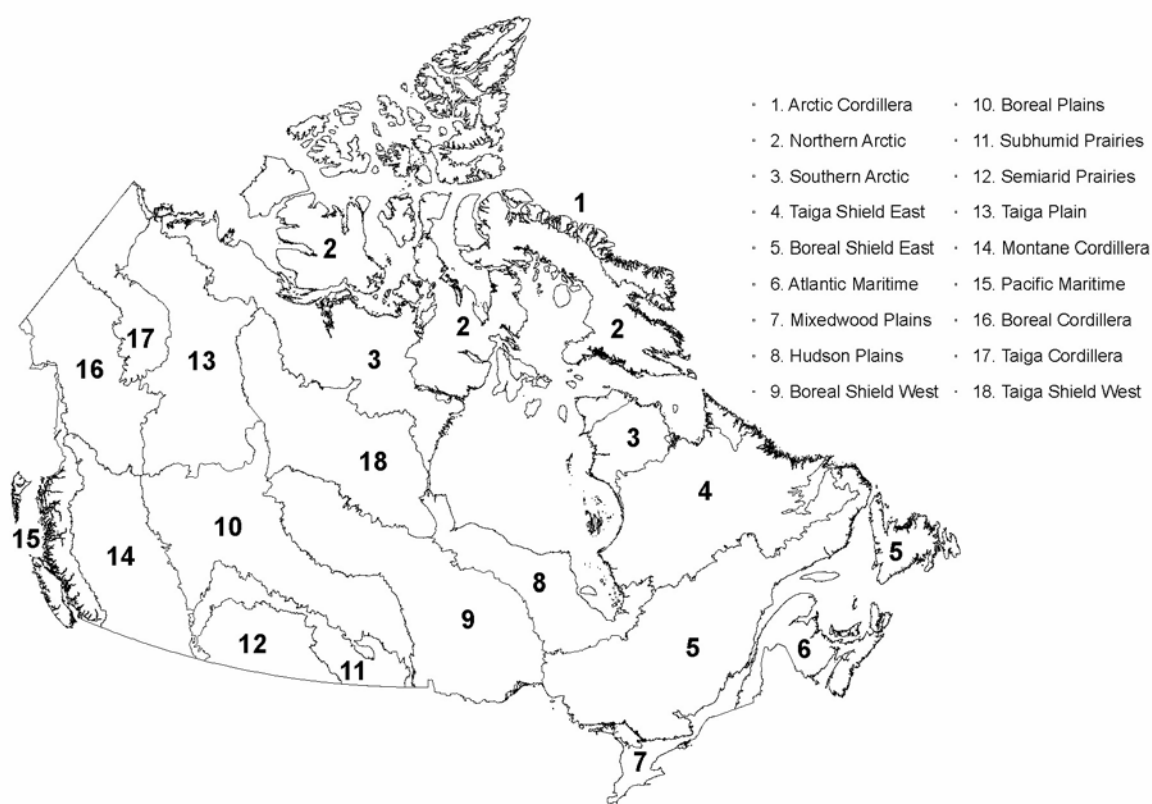 1. Arctic Cordillera
2. Northern Arctic
3. Southern Arctic
4. Taiga Shield East
5. Boreal Shield East
6. Atlantic Maritime
7. Mixedwood Plains
8. Hudson Plains
9. Boreal Shield West
10. Boreal Plains
11. Subhumid Prairies
12. Semiarid Prairies
13. Taiga Plain
14. Montane Cordillera
15. Pacific Maritime
16. Boreal Cordillera
17. Taiga Cordillera
18. Taiga Shield West
1
2
2
2
17
16
13
3
3
18
4
15
14
10
8
5
9
5
12
11
6
7